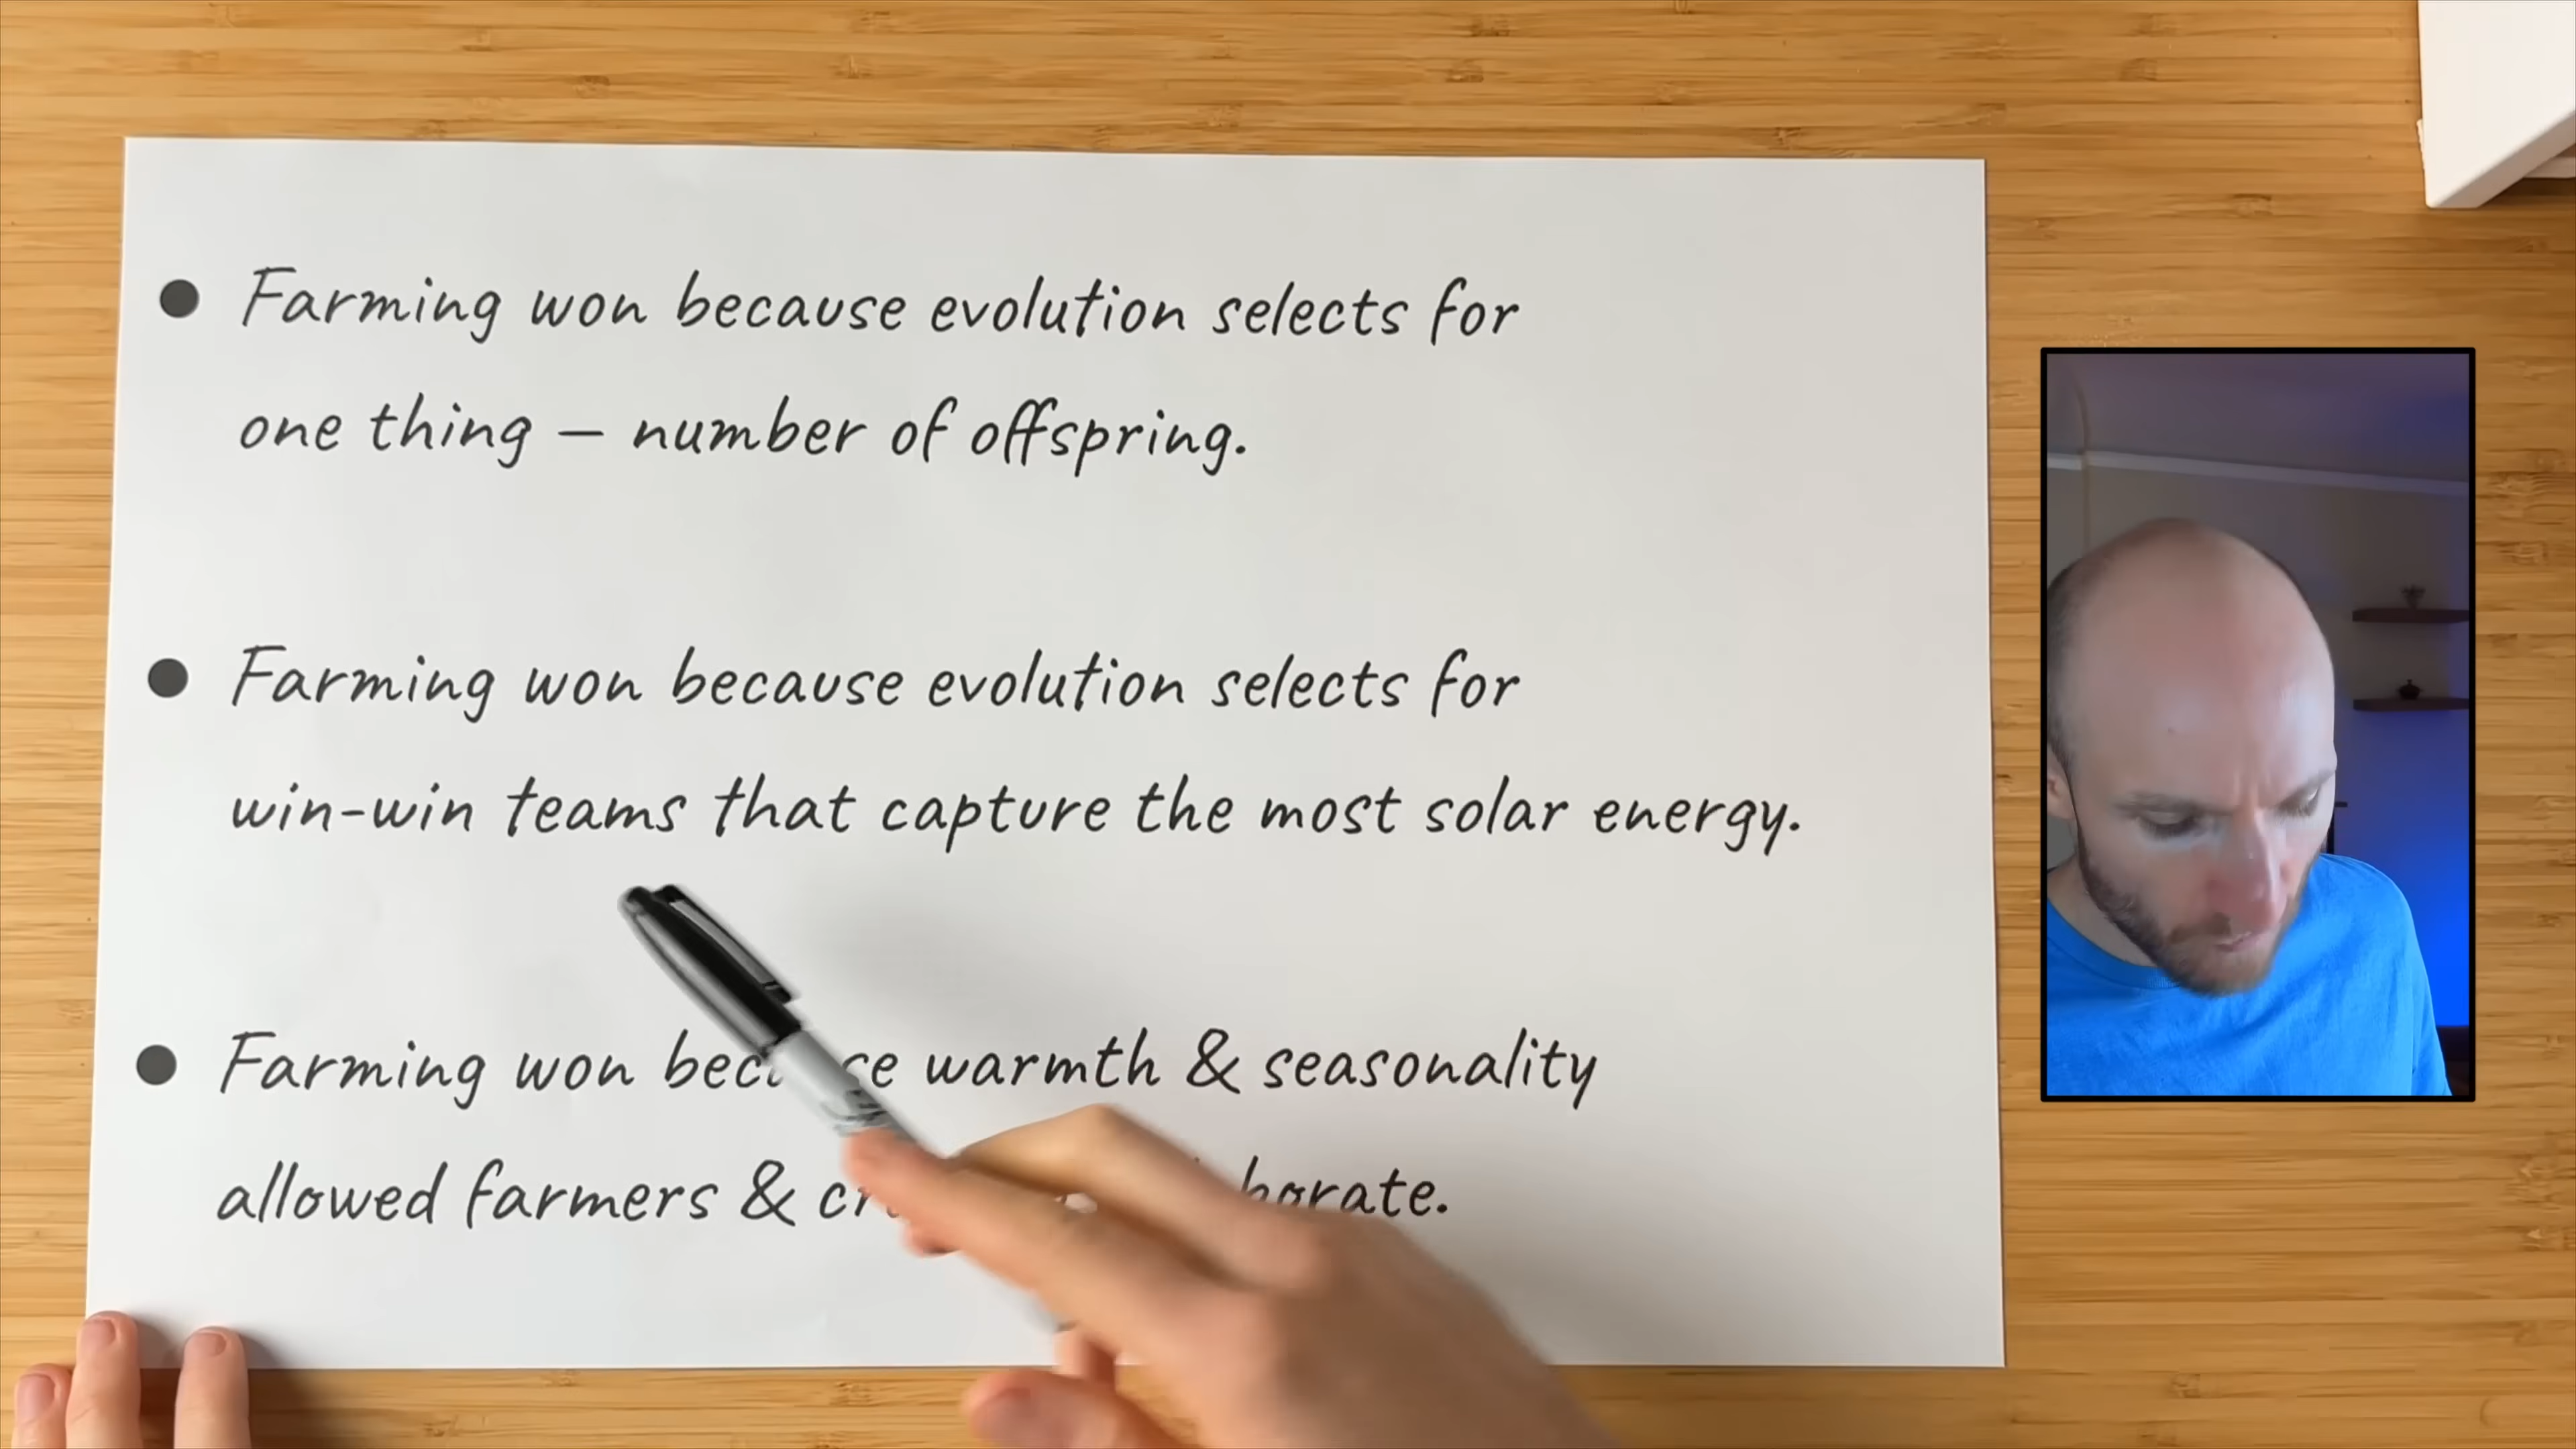 ● Farming won because evolution selects for
one thing – number of offspring.
● Farming won because evolution selects for
win-win teams that capture the most solar energy.
● Farming won warmth & seasonality
allowed farmers &